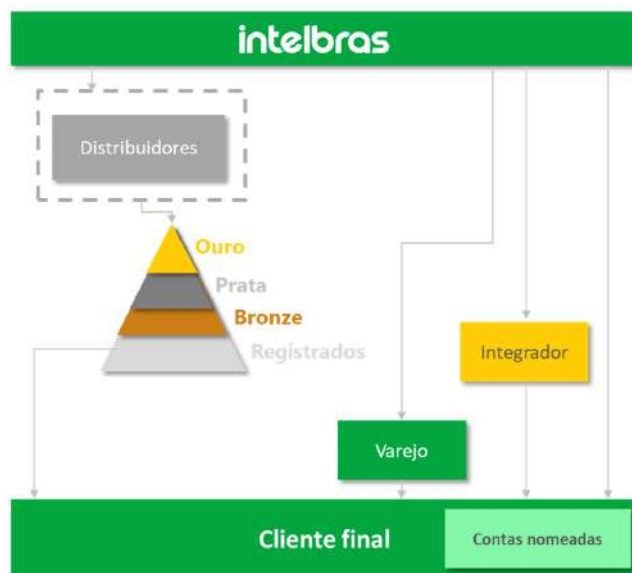 intelbras
Distribuidores
Ouro
Prata
Bronze
Registrados
Integrador
Varejo
Cliente final
Contas nomeadas